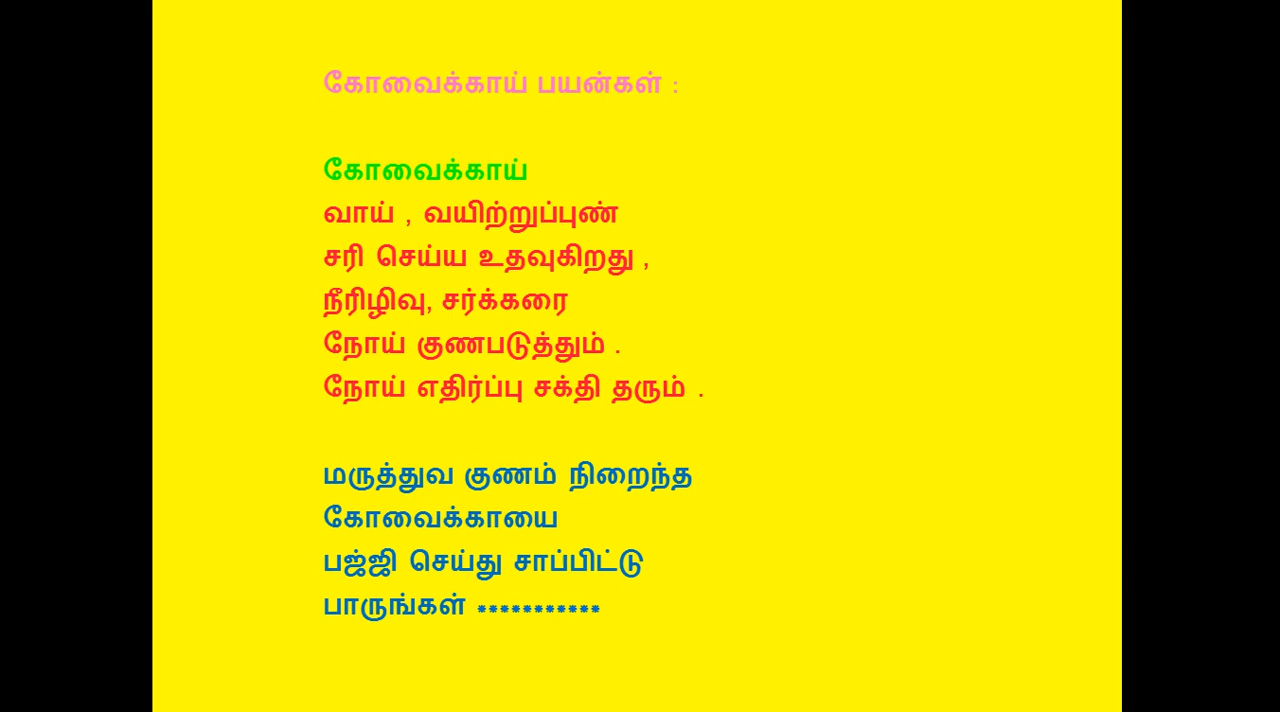 கோவைக்காய் பயன்கள் :
கோவைக்காய்
வாய் , வயிற்றுப்புண்
சரி செய்ய உதவுகிறது ,
நீரிழிவு, சர்க்கரை
நோய் குணபடுத்தும் .
நோய் எதிர்ப்பு சக்தி தரும் .
மருத்துவ குணம் நிறைந்த
கோவைக்காயை
பஜ்ஜி செய்து சாப்பிட்டு
பாருங்கள் ***********